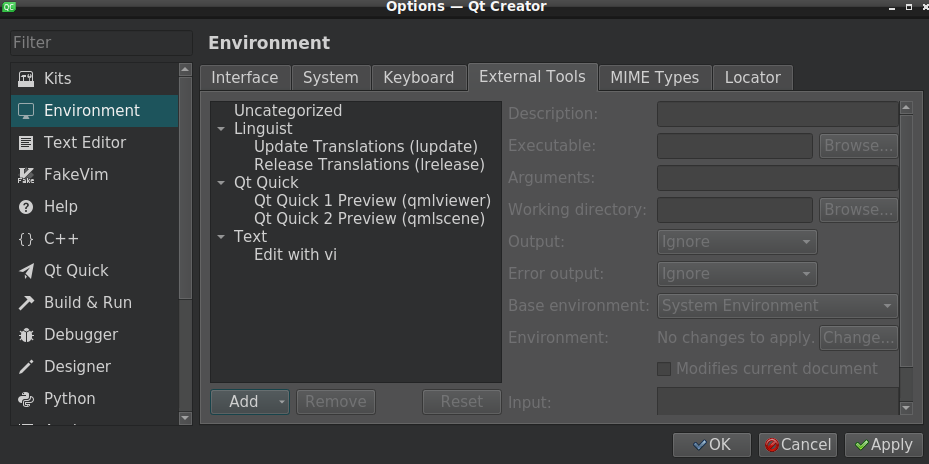 Options — Qt Creator
Filter
Kits
Environment
Text Editor
FakeVim
Help
C++
Qt Quick
Build & Run
Debugger
Designer
Python
Environment
Interface
System
Keyboard
External Tools
MIME Types
Locator
Uncategorized
Linguist
Update Translations (lupdate)
Release Translations (lrelease)
Qt Quick
Qt Quick 1 Preview (qmlviewer)
Qt Quick 2 Preview (qmlscene)
Text
Edit with vi
Add
Remove
Reset
Description:
Executable:
Browse...
Arguments:
Working directory:
Browse...
Output:
Ignore
Error output:
Ignore
Base environment:
System Environment
Environment:
No changes to apply.
Change...
Modifies current document
Input:
OK
Cancel
Apply